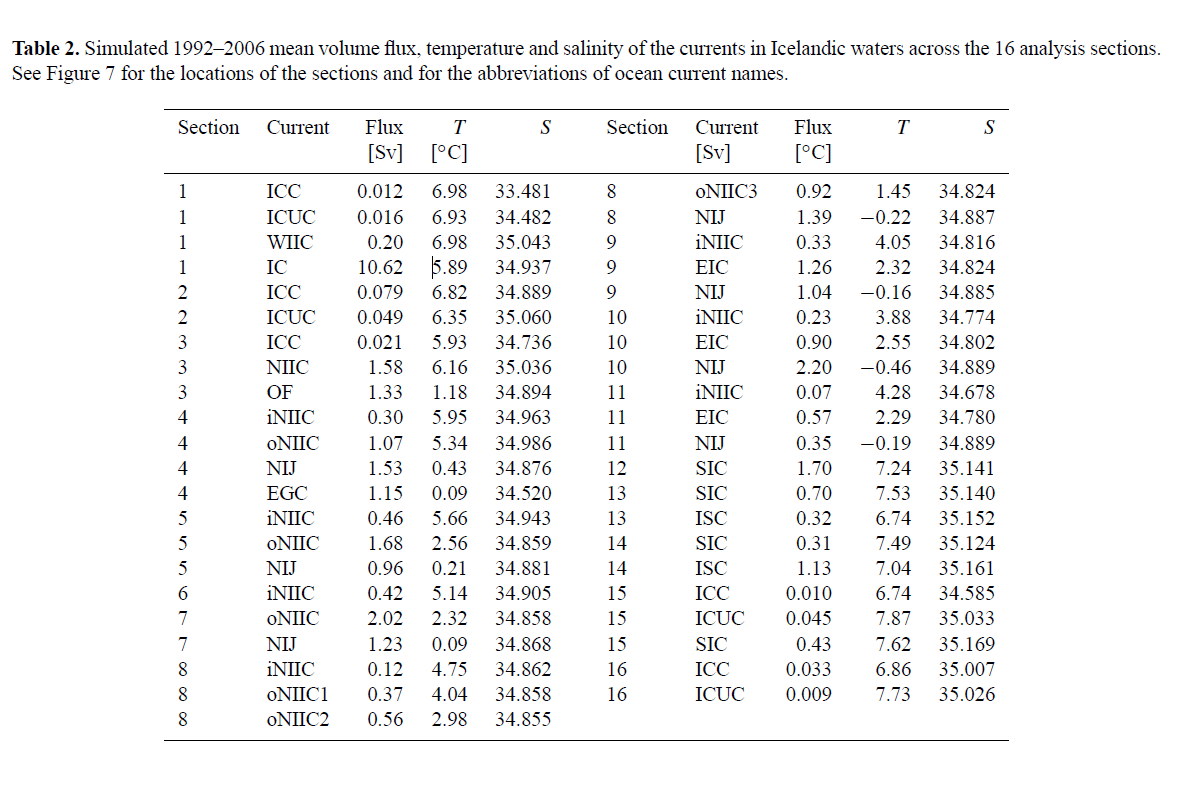 Table 2. Simulated 1992–2006 mean volume flux, temperature and salinity of the currents in Icelandic waters across the 16 analysis sections.
See Figure 7 for the locations of the sections and for the abbreviations of ocean current names.
Section Current Flux T S Section Current Flux T S
[Sv] [°C] [Sv] [°C]
1 ICC 0.012 6.98 33.481 8 oNIIC3 0.92 1.45 34.824
1 ICUC 0.016 6.93 34.482 8 NIJ 1.39 −0.22 34.887
1 WIIC 0.20 6.98 35.043 9 iNIIC 0.33 4.05 34.816
1 IC 10.62 5.89 34.937 9 EIC 1.26 2.32 34.824
2 ICC 0.079 6.82 34.889 9 NIJ 1.04 −0.16 34.885
2 ICUC 0.049 6.35 35.060 10 iNIIC 0.23 3.88 34.774
3 ICC 0.021 5.93 34.736 10 EIC 0.90 2.55 34.802
3 NIIC 1.58 6.16 35.036 10 NIJ 2.20 −0.46 34.889
3 OF 1.33 1.18 34.894 11 iNIIC 0.07 4.28 34.678
4 iNIIC 0.30 5.95 34.963 11 EIC 0.57 2.29 34.780
4 oNIIC 1.07 5.34 34.986 11 NIJ 0.35 −0.19 34.889
4 NIJ 1.53 0.43 34.876 12 SIC 1.70 7.24 35.141
4 EGC 1.15 0.09 34.520 13 SIC 0.70 7.53 35.140
5 iNIIC 0.46 5.66 34.943 13 ISC 0.32 6.74 35.152
5 oNIIC 1.68 2.56 34.859 14 SIC 0.31 7.49 35.124
5 NIJ 0.96 0.21 34.881 14 ISC 1.13 7.04 35.161
6 iNIIC 0.42 5.14 34.905 15 ICC 0.010 6.74 34.585
7 oNIIC 2.02 2.32 34.858 15 ICUC 0.045 7.87 35.033
7 NIJ 1.23 0.09 34.868 15 SIC 0.43 7.62 35.169
8 iNIIC 0.12 4.75 34.862 16 ICC 0.033 6.86 35.007
8 oNIIC1 0.37 4.04 34.858 16 ICUC 0.009 7.73 35.026
8 oNIIC2 0.56 2.98 34.855